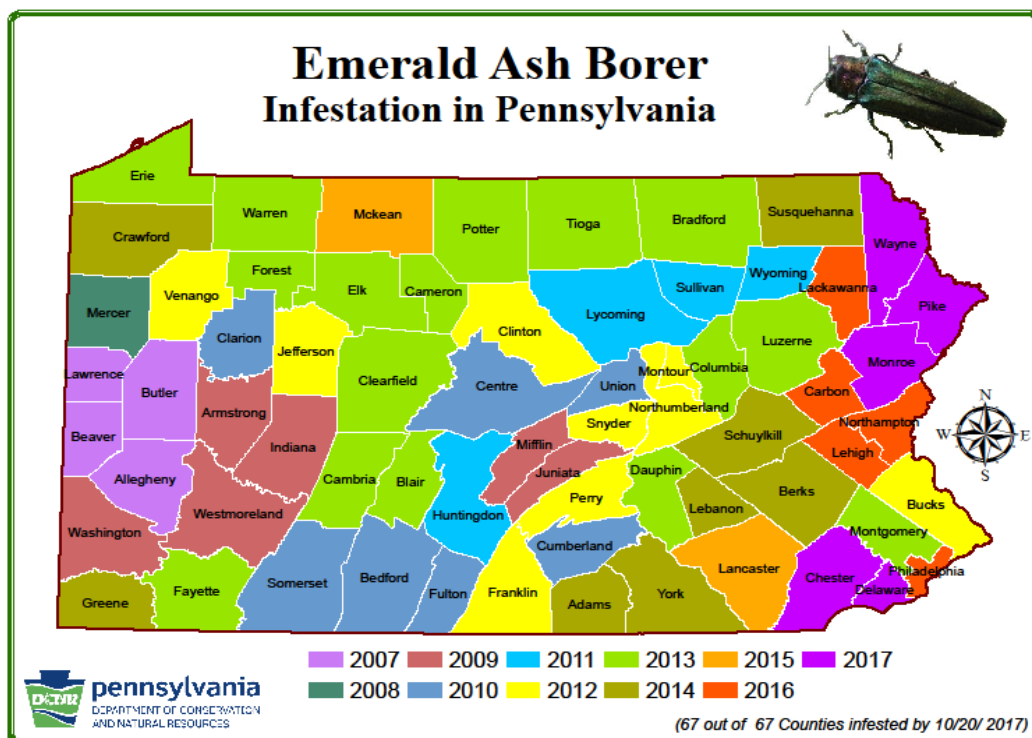 Emerald Ash Borer
Infestation in Pennsylvania
Erie
Warren
Mckean
Potter
Tioga
Bradford
Susquehanna
Wayne
Crawford
Forest
Elk
Cameron
Wyoming
Lackawanna
Sullivan
Pike
Venango
Mercer
Lycoming
Clinton
Clarion
Jefferson
Luzerne
Columbia
Monroe
Lawrence
Butler
Clearfield
Centre
Union
Montour
Carbon
Armstrong
Northumberland
Northampton
Beaver
Snyder
Indiana
Mifflin
Schuylkill
Lehigh
Allegheny
Cambria
Blair
Juniata
Dauphin
Berks
Perry
Lebanon
Bucks
Westmoreland
Huntingdon
Washington
Montgomery
Cumberland
Lancaster
Philadelphia
Somerset
Bedford
Fulton
Franklin
Fayette
Greene
Adams
York
Chester
Delaware
N
W E
S
2007 2009 2011 2013 2015 2017
2008 2010 2012 2014 2016
DCNR
pennsylvania
DEPARTMENT OF CONSERVATION
AND NATURAL RESOURCES
(67 out of 67 Counties infested by 10/20/ 2017)